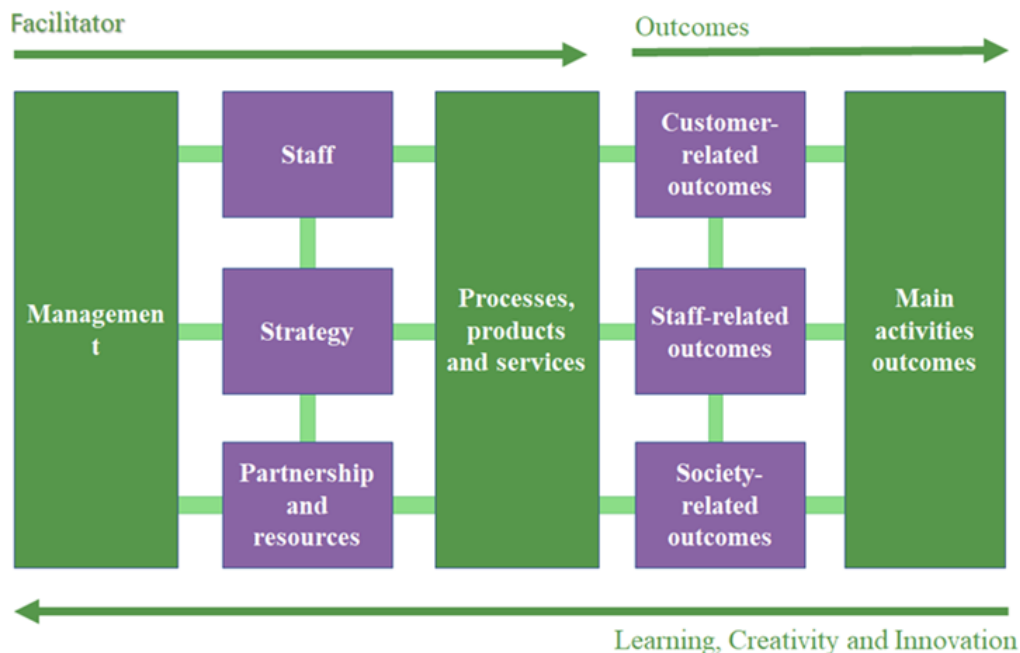 Facilitator
Outcomes
Managemen
t
Staff
Strategy
Partnership
and
resources
Processes,
products
and services
Customer-
related
outcomes
Staff-related
outcomes
Society-
related
outcomes
Main
activities
outcomes
Learning, Creativity and Innovation